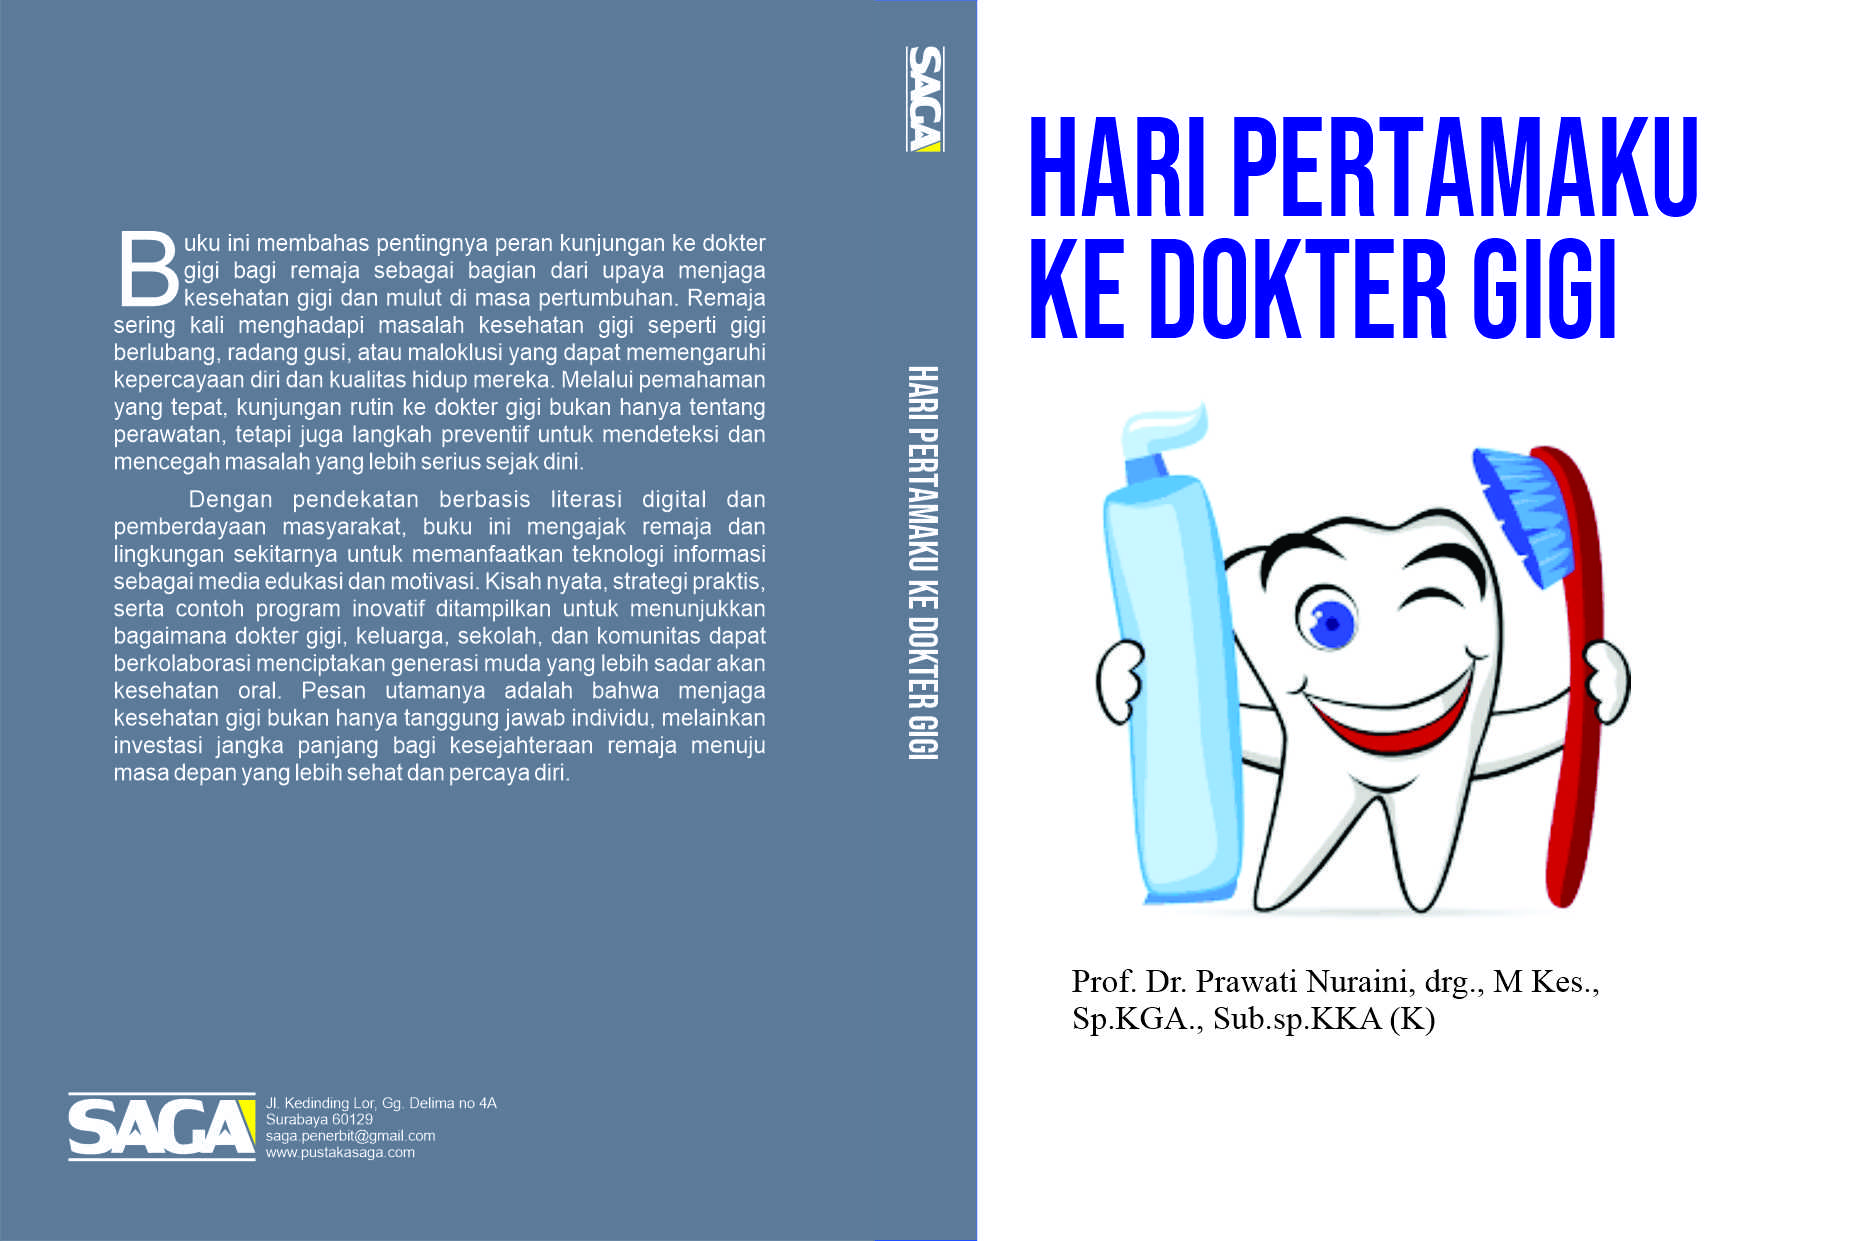 Buku ini membahas pentingnya peran kunjungan ke dokter
gigi bagi remaja sebagai bagian dari upaya menjaga
kesehatan gigi dan mulut di masa pertumbuhan. Remaja
sering kali menghadapi masalah kesehatan gigi seperti gigi
berlubang, radang gusi, atau maloklusi yang dapat memengaruhi
kepercayaan diri dan kualitas hidup mereka. Melalui pemahaman
yang tepat, kunjungan rutin ke dokter gigi bukan hanya tentang
perawatan, tetapi juga langkah preventif untuk mendeteksi dan
mencegah masalah yang lebih serius sejak dini.
Dengan pendekatan berbasis literasi digital dan
pemberdayaan masyarakat, buku ini mengajak remaja dan
lingkungan sekitarnya untuk memanfaatkan teknologi informasi
sebagai media edukasi dan motivasi. Kisah nyata, strategi praktis,
serta contoh program inovatif ditampilkan untuk menunjukkan
bagaimana dokter gigi, keluarga, sekolah, dan komunitas dapat
berkolaborasi menciptakan generasi muda yang lebih sadar akan
kesehatan oral. Pesan utamanya adalah bahwa menjaga
kesehatan gigi bukan hanya tanggung jawab individu, melainkan
investasi jangka panjang bagi kesejahteraan remaja menuju
masa depan yang lebih sehat dan percaya diri.
SAGA
Jl. Kedinding Lor, Gg. Delima no 4A
Surabaya 60129
saga.penerbit@gmail.com
www.pustakasaga.com
SAGA
HARI PERTAMAKU KE DOKTER GIGI
HARI PERTAMAKU
KE DOKTER GIGI
Prof. Dr. Prawati Nuraini, drg., M Kes.,
Sp.KGA., Sub.sp.KKA (K)